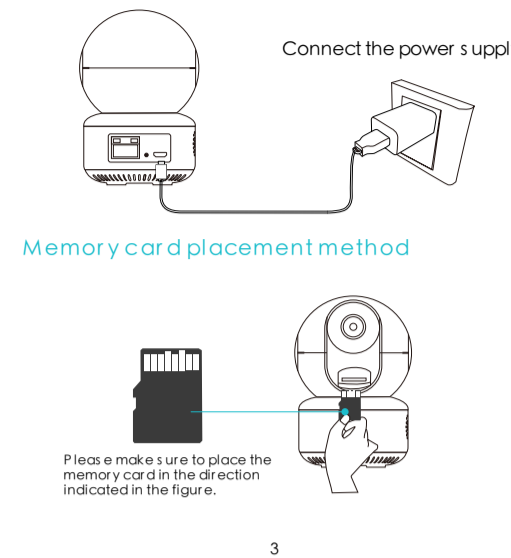 Connect the power suppl
Memory card placement method
Please make sure to place the
memory card in the direction
indicated in the figure.
3